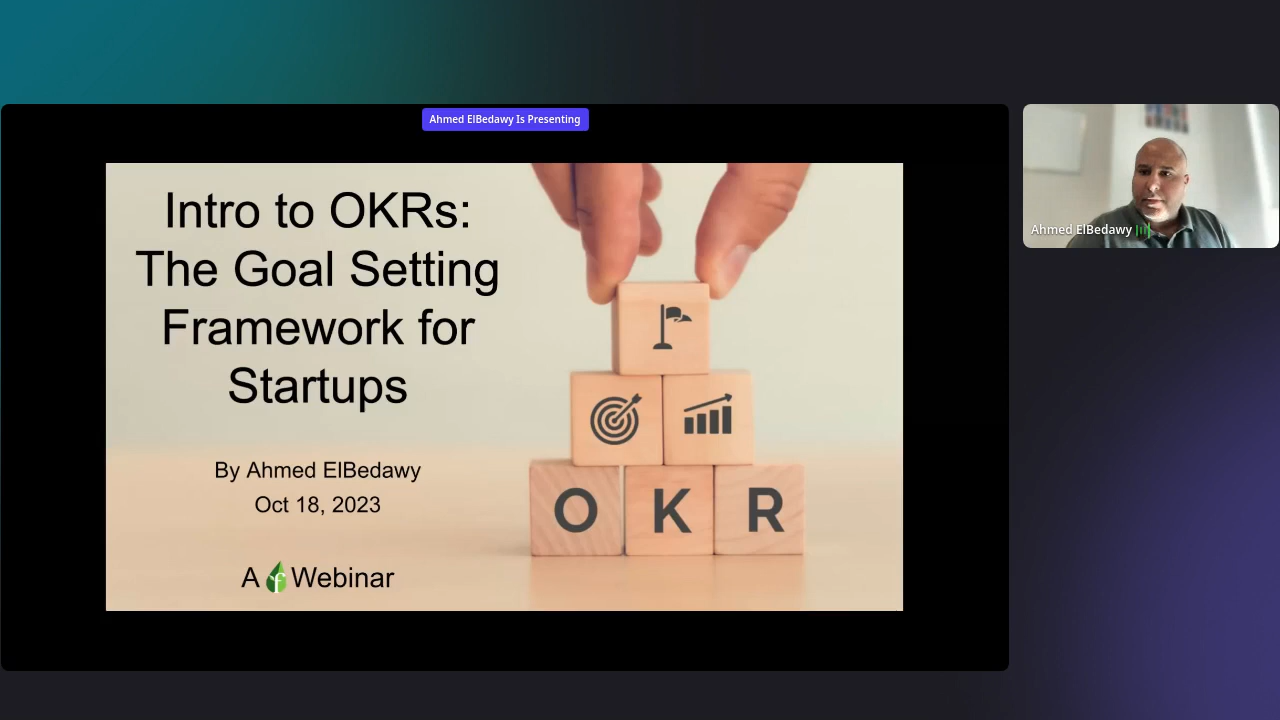 Ahmed ElBedawy Is Presenting
Intro to OKRs:
The Goal Setting
Framework for
Startups
By Ahmed ElBedawy
Oct 18, 2023
A f Webinar
O K R
Ahmed ElBedawy